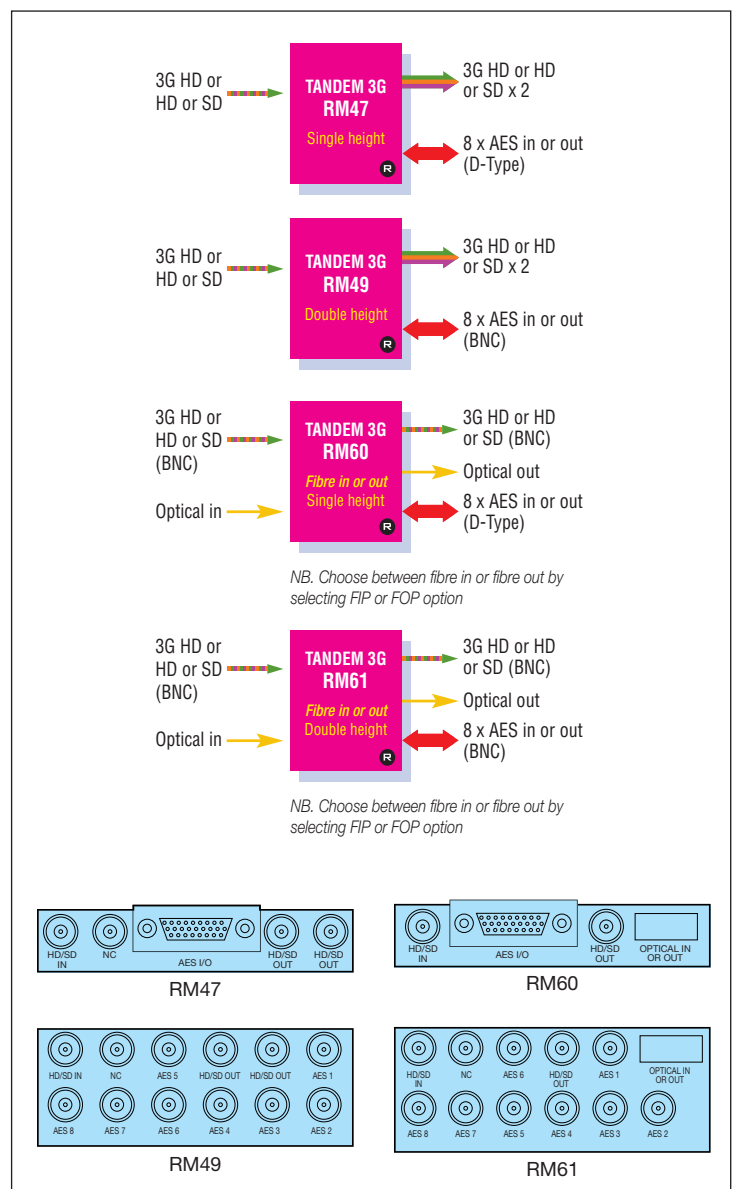 3G HD or
HD or SD
TANDEM 3G
RM47
Single height
R
3G HD or HD
or SD x 2
8 x AES in or out
(D-Type)
3G HD or
HD or SD
TANDEM 3G
RM49
Double height
R
3G HD or HD
or SD x 2
8 x AES in or out
(BNC)
3G HD or
HD or SD
(BNC)
Optical in
TANDEM 3G
RM60
Fibre in or out
Single height
R
3G HD or HD
or SD (BNC)
Optical out
8 x AES in or out
(D-Type)
NB. Choose between fibre in or fibre out by
selecting FIP or FOP option
3G HD or
HD or SD
(BNC)
Optical in
TANDEM 3G
RM61
Fibre in or out
Double height
R
3G HD or HD
or SD (BNC)
Optical out
8 x AES in or out
(BNC)
NB. Choose between fibre in or fibre out by
selecting FIP or FOP option
HD/SD
IN
NC
AES I/O
HD/SD
OUT
HD/SD
OUT
RM47
HD/SD
IN
AES I/O
HD/SD
OUT
OPTICAL IN
OR OUT
RM60
HD/SD IN
NC
AES 5
HD/SD OUT
HD/SD OUT
AES 1
AES 8
AES 7
AES 6
AES 4
AES 3
AES 2
RM49
HD/SD
IN
NC
AES 6
HD/SD
OUT
AES 1
OPTICAL IN
OR OUT
AES 8
AES 7
AES 5
AES 4
AES 3
AES 2
RM61